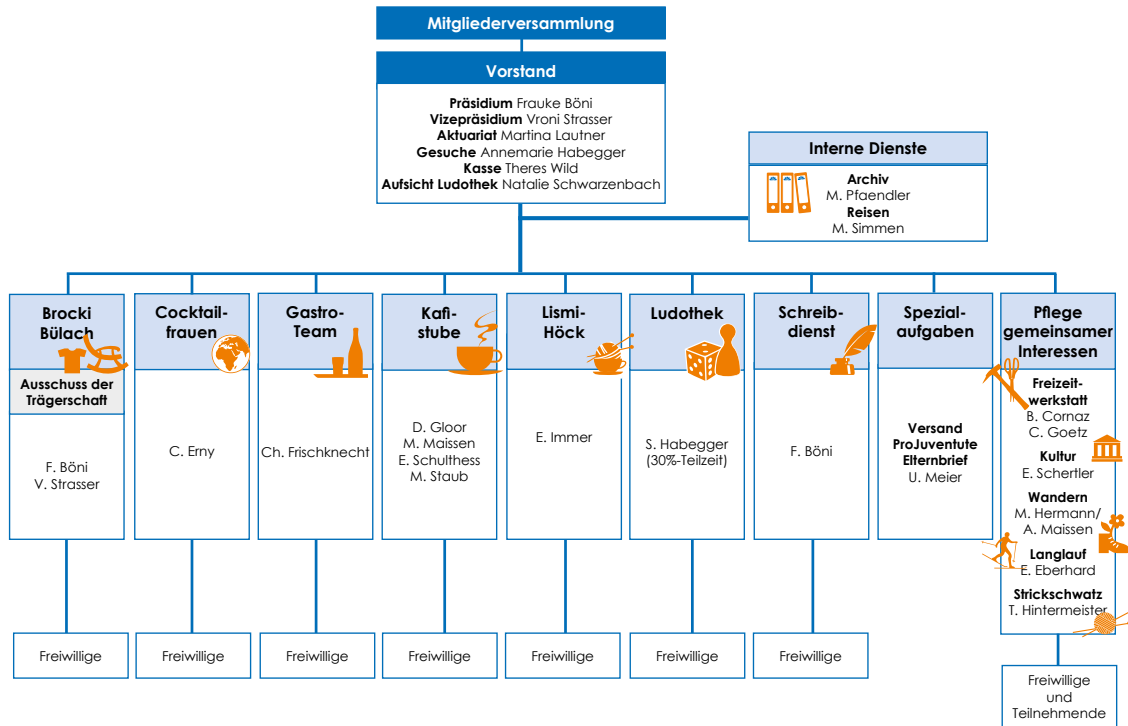 Mitgliederversammlung
Vorstand
Präsidium Frauke Böni
Vizepräsidium Vroni Strasser
Aktuariat Martina Lautner
Gesuche Annemarie Habegger
Kasse Theres Wild
Aufsicht Ludothek Natalie Schwarzenbach
Interne Dienste
Archiv
M. Pfaendler
Reisen
M. Simmen
Brocki
Bülach
Ausschuss der
Trägerschaft
F. Böni
V. Strasser
Freiwillige
Cocktail-
frauen
C. Erny
Freiwillige
Gastro-
Team
Ch. Frischknecht
Freiwillige
Kafi-
stube
D. Gloor
M. Maissen
E. Schulthess
M. Staub
Freiwillige
Lismi-
Höck
E. Immer
Freiwillige
Ludothek
S. Habegger
(30%-Teilzeit)
Freiwillige
Schreib-
dienst
F. Böni
Freiwillige
Spezial-
aufgaben
Versand
ProJuventute
Elternbrief
U. Meier
Pflege
gemeinsamer
Interessen
Freizeit-
werkstatt
B. Cornaz
C. Goetz
Kultur
E. Schertler
Wandern
M. Hermann/
A. Maissen
Langlauf
E. Eberhard
Strickschwatz
T. Hintermeister
Freiwillige
und
Teilnehmende